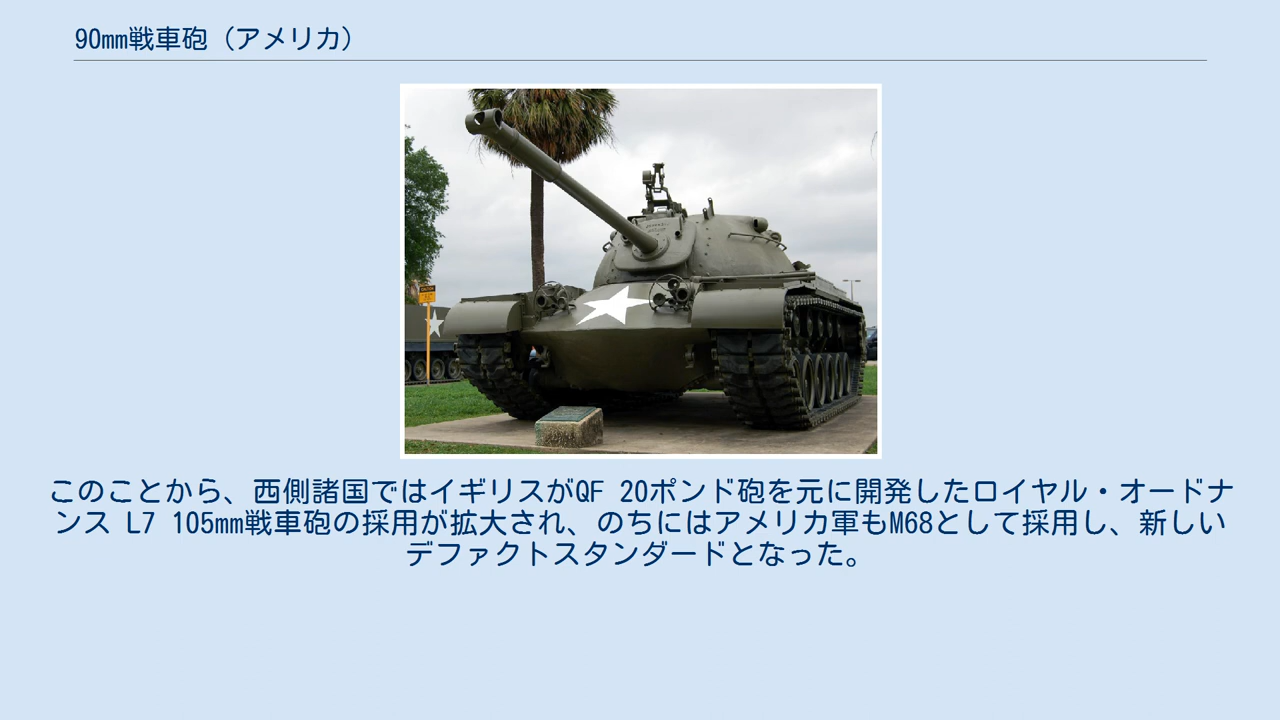 90mm戦車砲（アメリカ）
このことから、西側諸国ではイギリスがQF 20ポンド砲を元に開発したロイヤル・オードナ
ンス L7 105mm戦車砲の採用が拡大され、のちにはアメリカ軍もM68として採用し、新しい
デファクトスタンダードとなった。